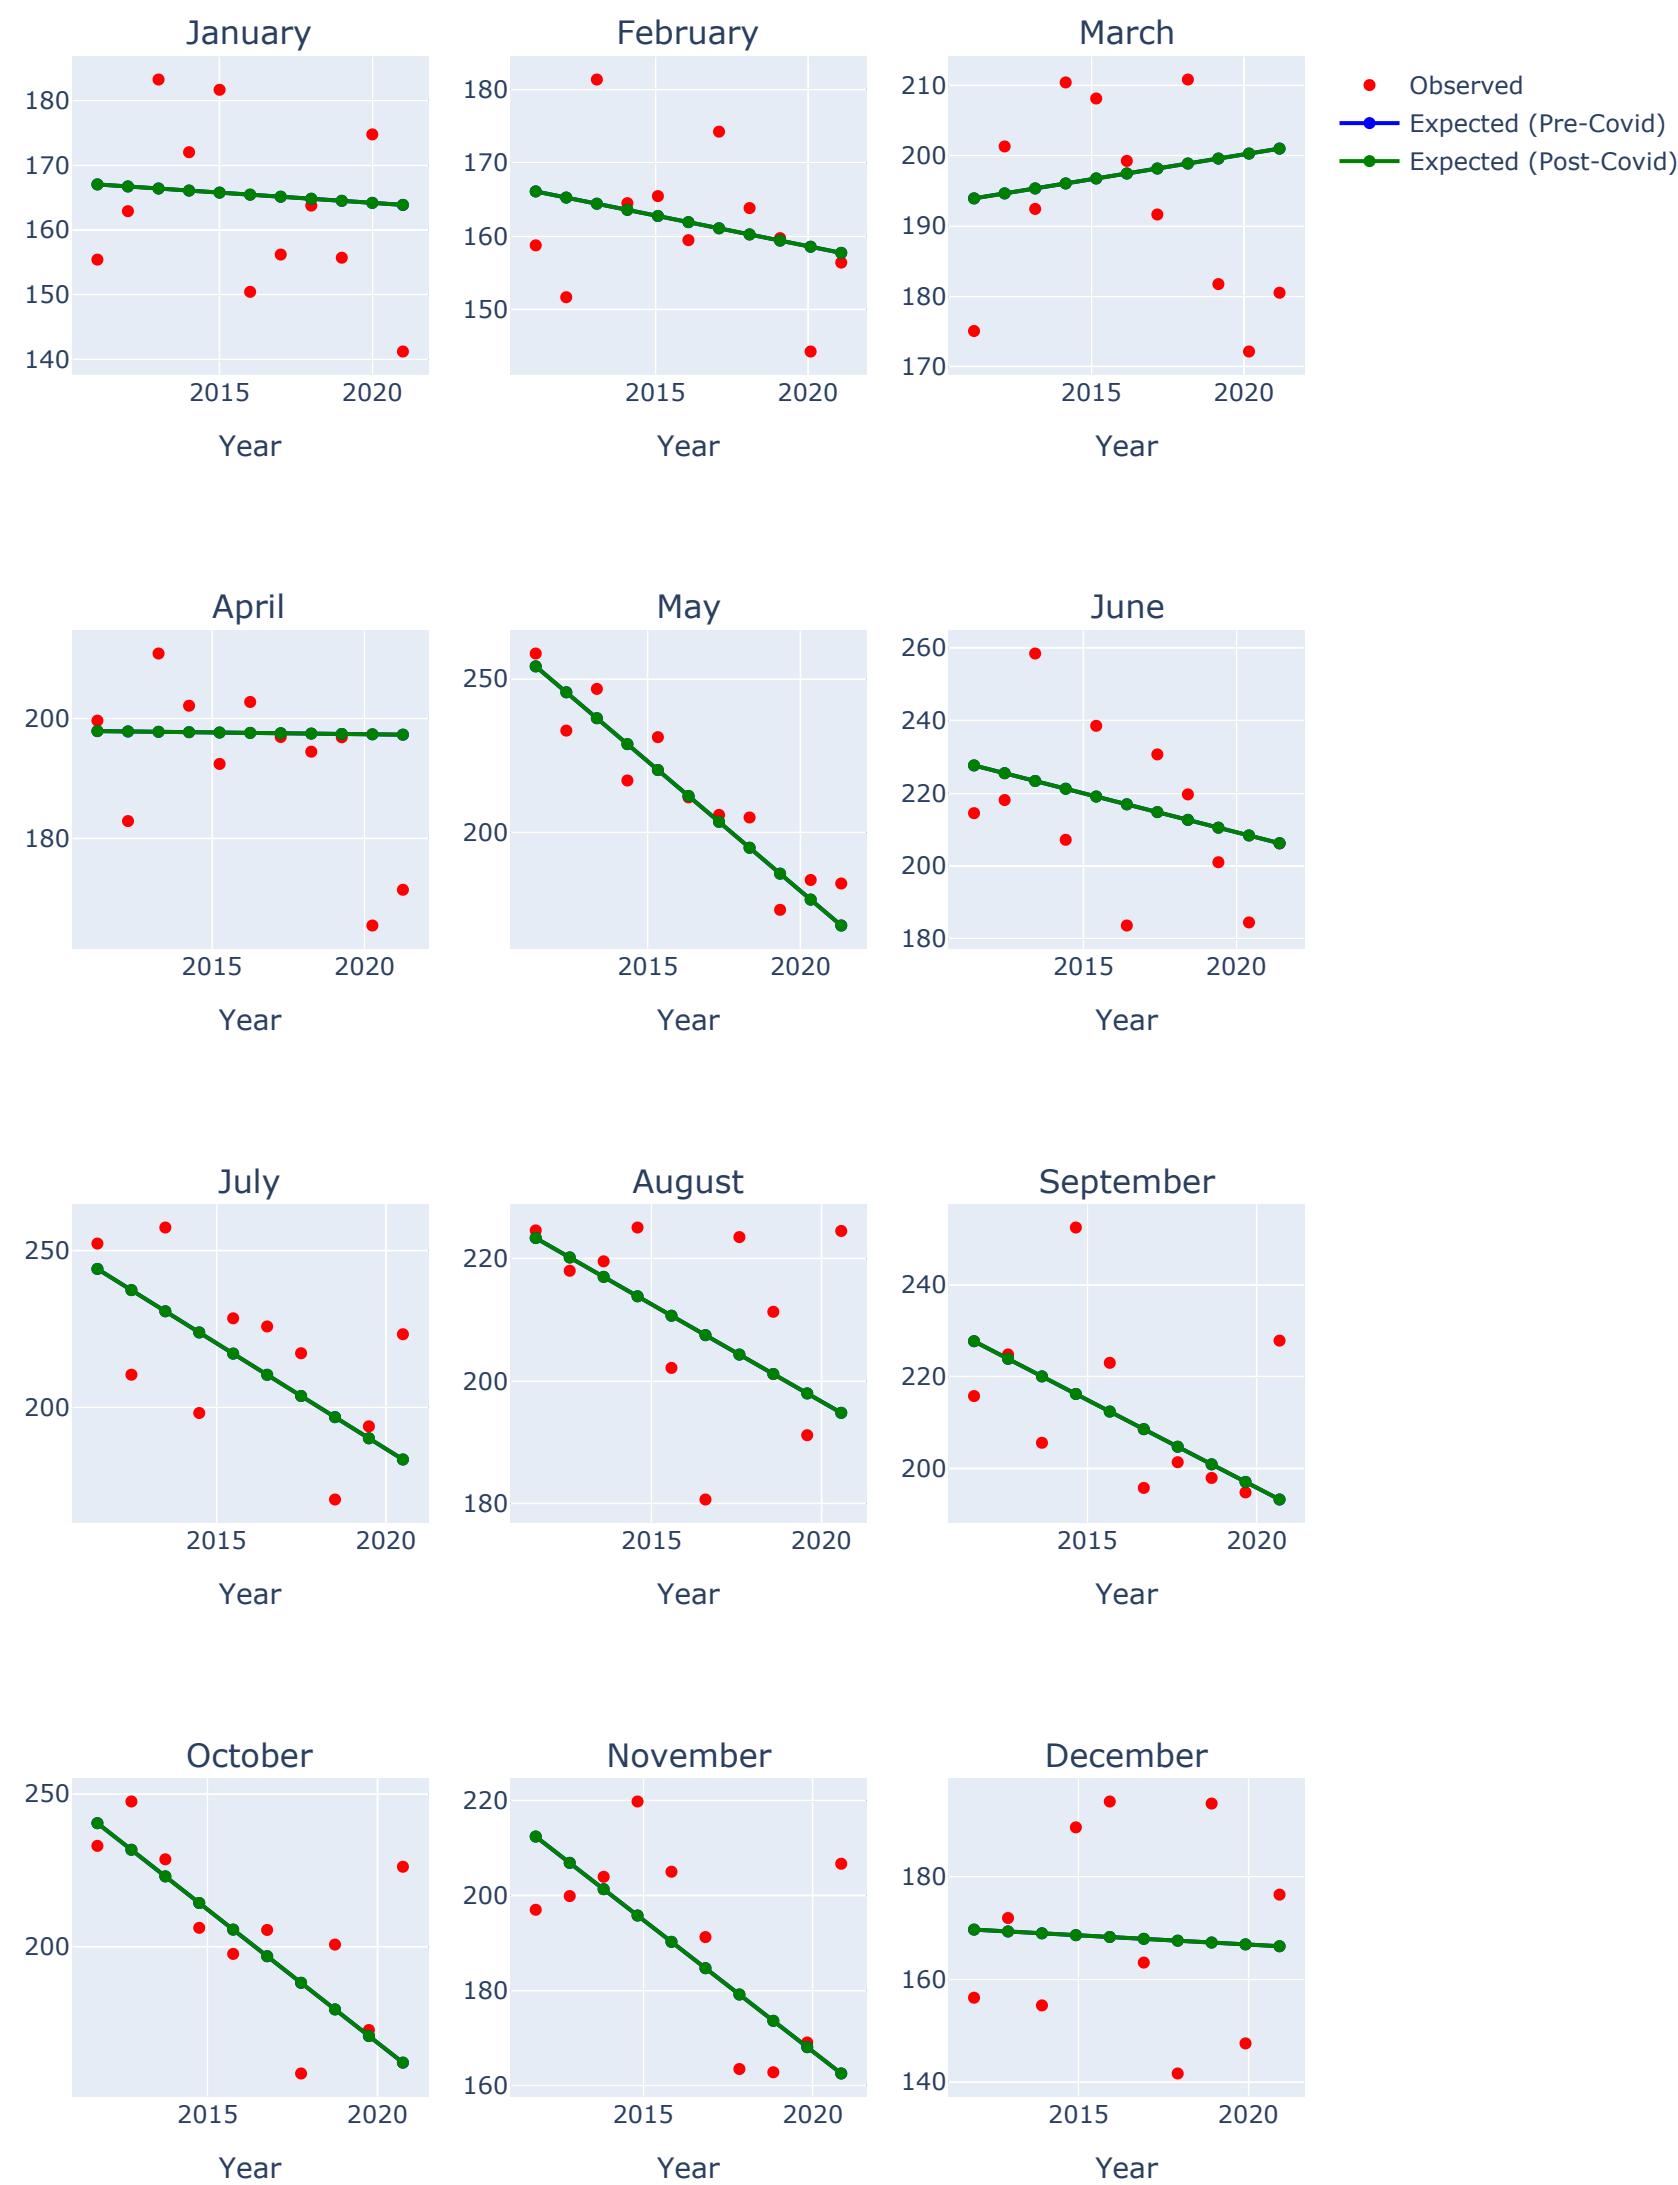 January February March
180
170
160
150
140
2015 2020
Year
180
170
160
150
2015 2020
Year
210
200
190
180
170
2015 2020
Year
Observed
Expected (Pre-Covid)
Expected (Post-Covid)
April May June
200
180
2015 2020
Year
250
200
2015 2020
Year
260
240
220
200
180
2015 2020
Year
July August September
250
200
2015 2020
Year
220
200
180
2015 2020
Year
240
220
200
2015 2020
Year
October November December
250
200
2015 2020
Year
220
200
180
160
2015 2020
Year
180
160
140
2015 2020
Year